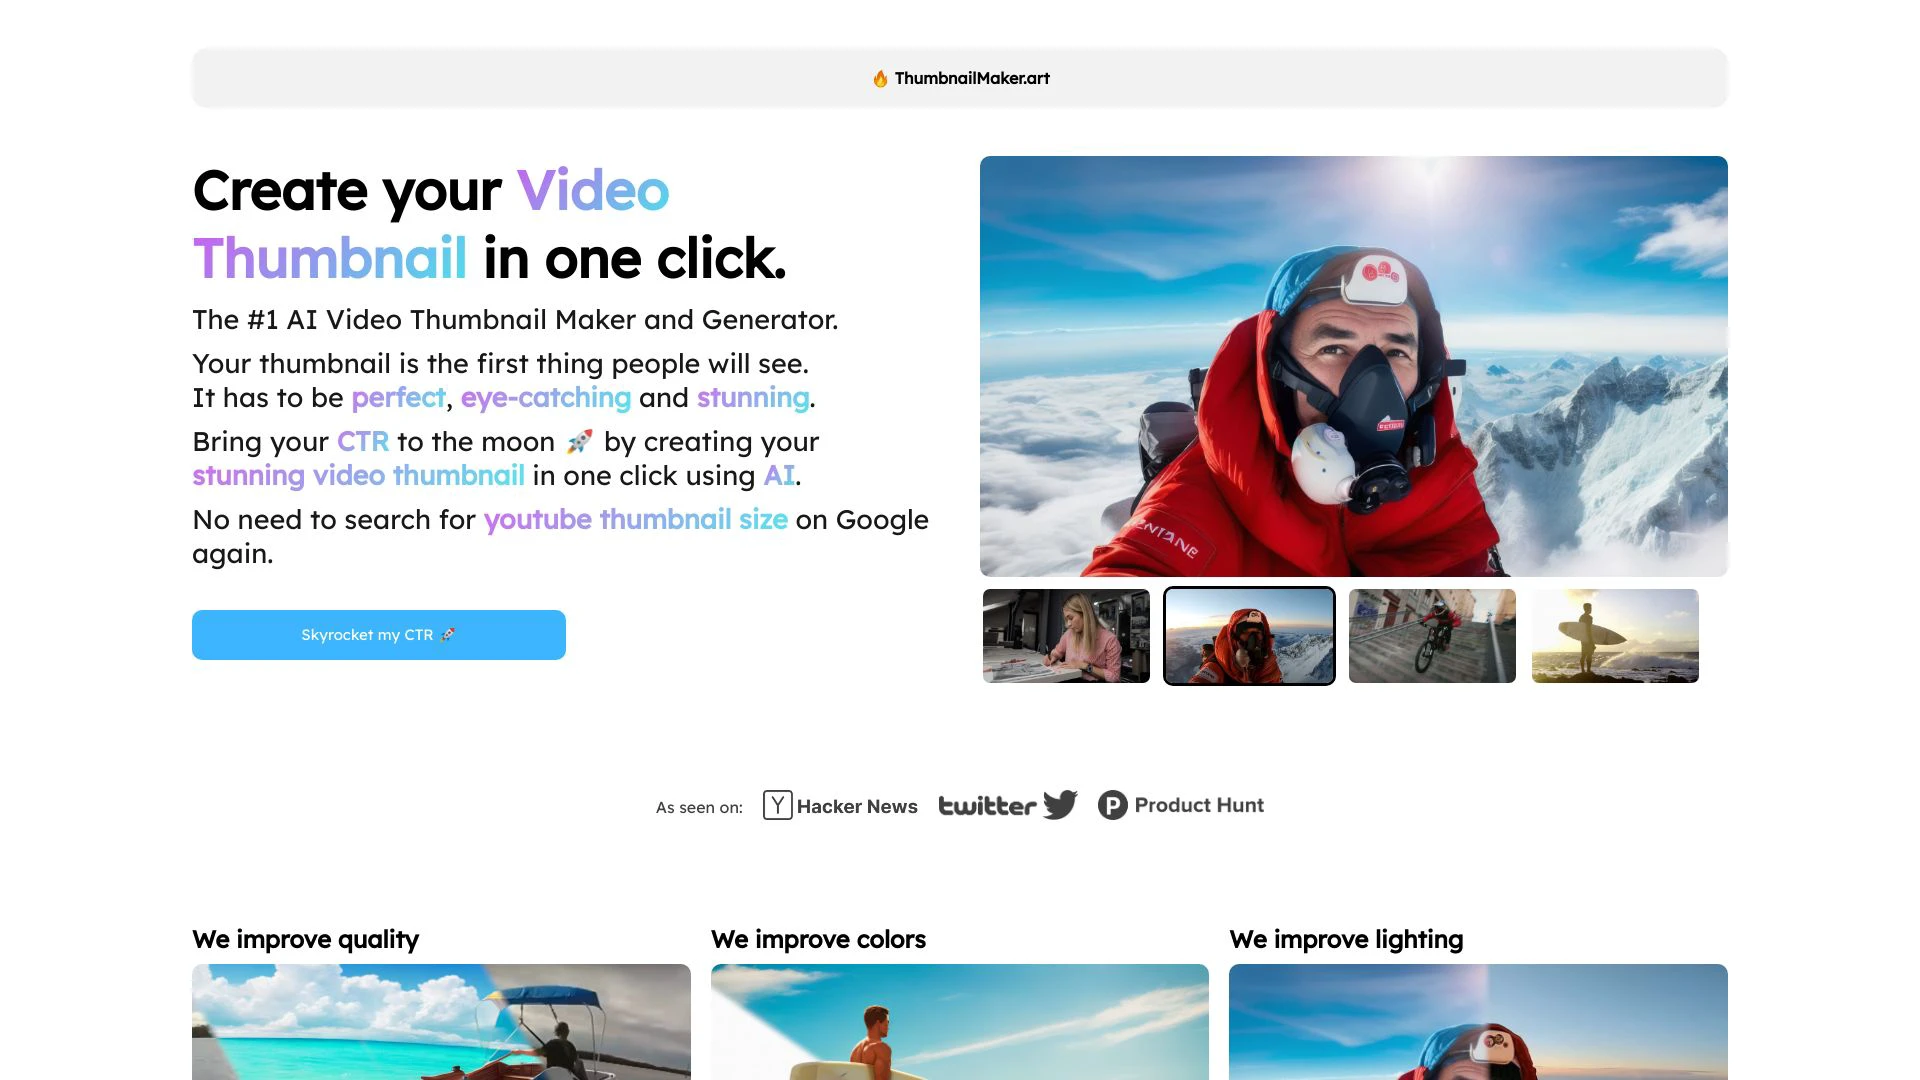 🔥 ThumbnailMaker.art
Create your Video
Thumbnail in one click.
The #1 AI Video Thumbnail Maker and Generator.
Your thumbnail is the first thing people will see.
It has to be perfect, eye-catching and stunning.
Bring your CTR to the moon 🚀 by creating your
stunning video thumbnail in one click using AI.
No need to search for youtube thumbnail size on Google
again.
Skyrocket my CTR 🚀
As seen on: Y Hacker News twitter P Product Hunt
We improve quality
We improve colors
We improve lighting